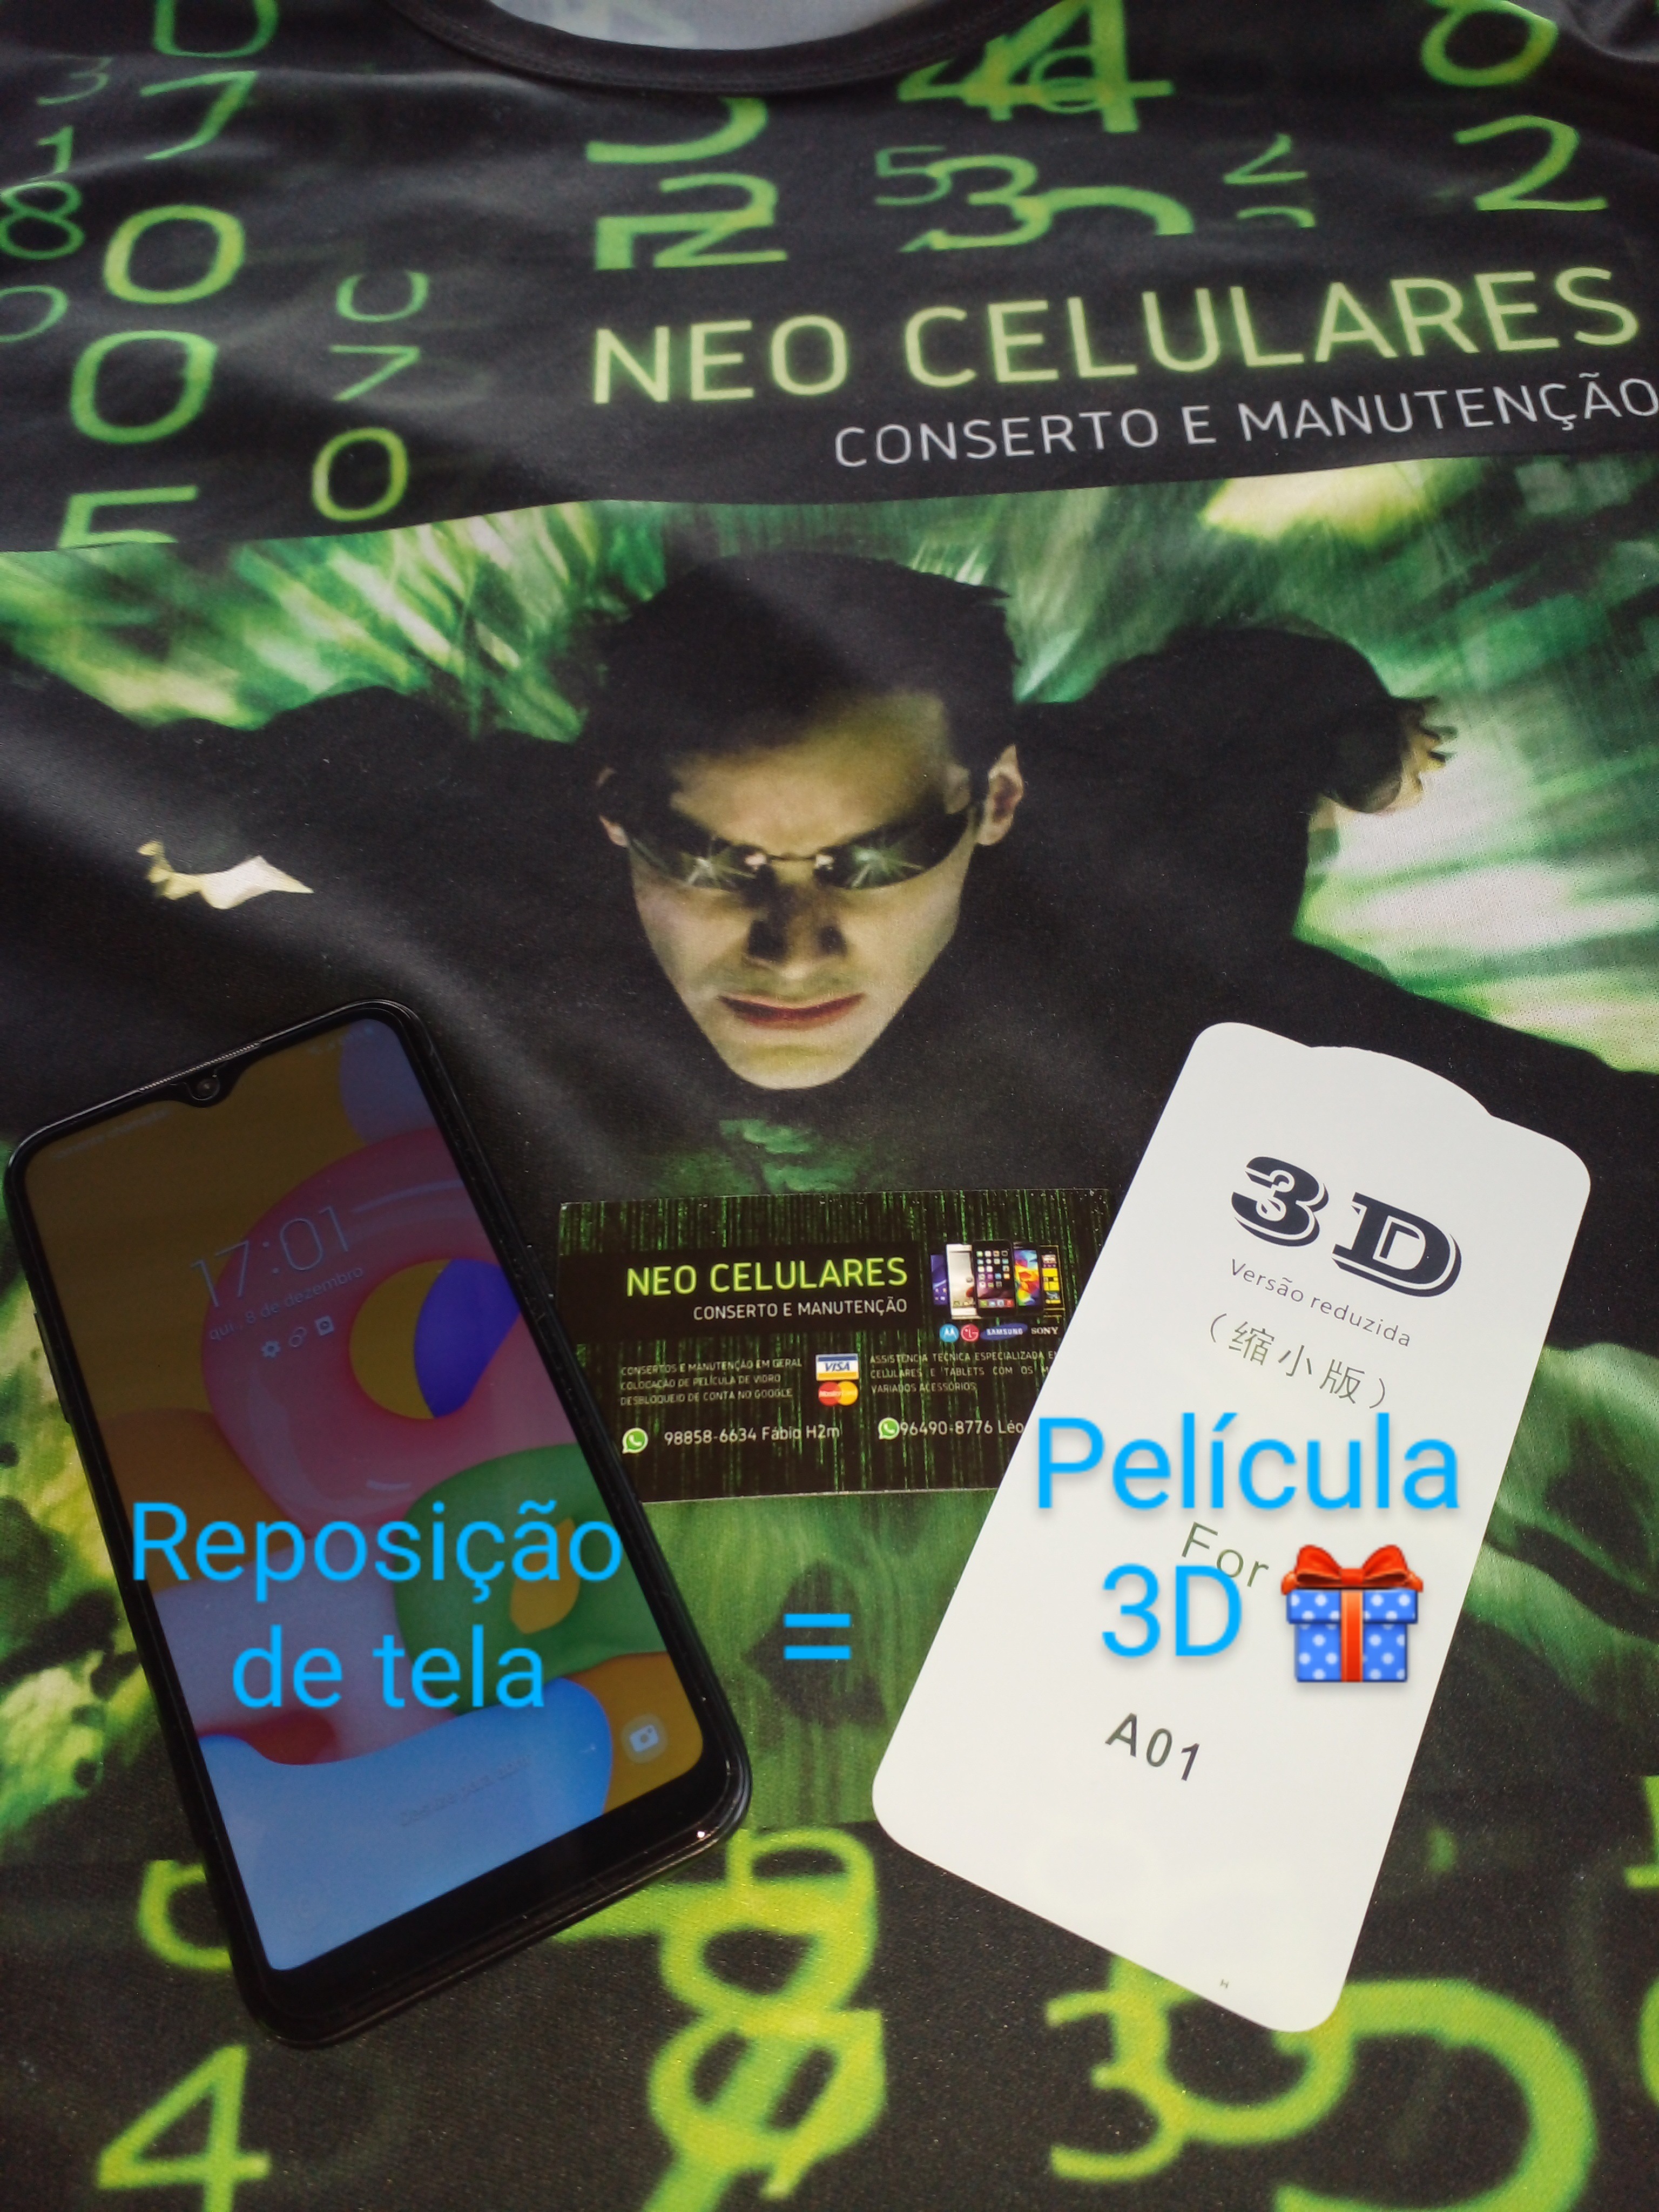 NEO CELULARES
CONSERTO E MANUTENÇÃO
17:01
qui, 8 de dezembro
NEO CELULARES
CONSERTO E MANUTENÇÃO
SAMSUNG SONY
CONSERTOS E MANUTENÇÃO EM GERAL
COLOCAÇÃO DE PELÍCULA DE VIDRO
DESBLOQUEIO DE CONTA NO GOOGLE
VISA
MasterCard
ASSISTENCIA TÉCNICA ESPECIALIZADA
CELULARES E TABLETS COM OS
VARIADOS ACESSÓRIOS
98858-6634 Fábio H2m
96490-8776 Léo
3D
Versão reduzida
(缩小版)
For
A01
H
Reposição
de tela
=
Película
3D 🎁